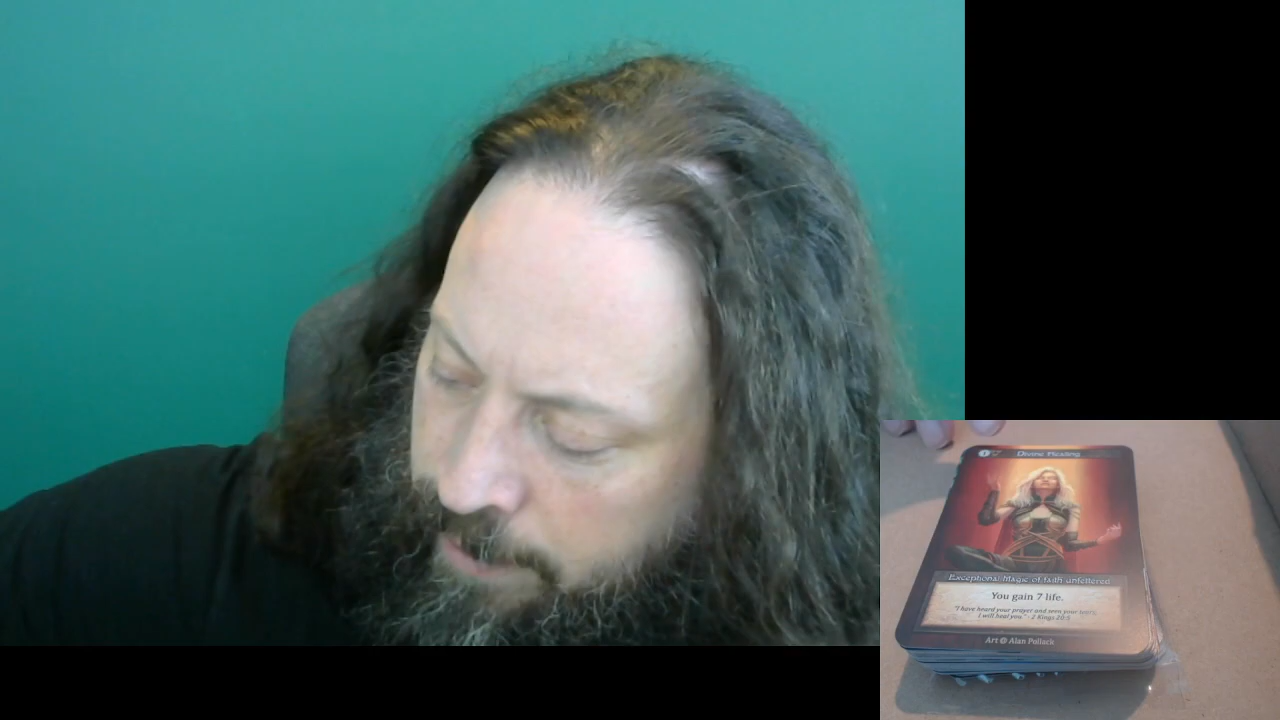 1
Divine Healing
Exceptional Magic of faith unfettered
You gain 7 life.
"I have heard your prayer and seen your tears;
I will heal you." - 2 Kings 20:5
Art @ Alan Pollack